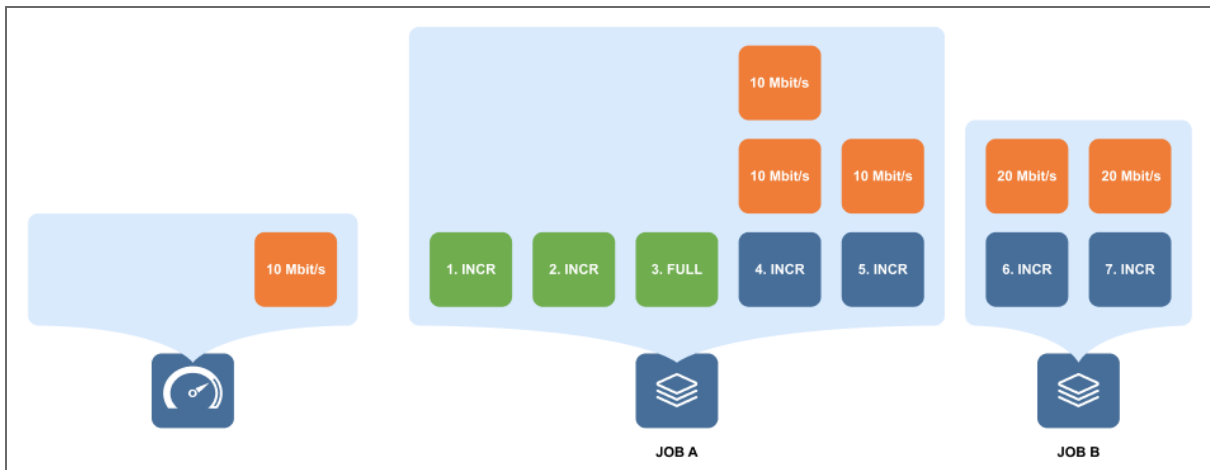 10 Mbit/s
10 Mbit/s
10 Mbit/s
20 Mbit/s
20 Mbit/s
10 Mbit/s
1. INCR
2. INCR
3. FULL
4. INCR
5. INCR
6. INCR
7. INCR
JOB A
JOB B